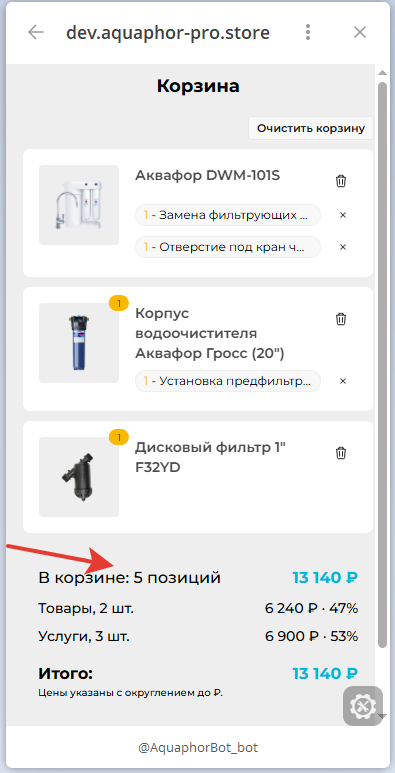 dev.aquaphor-pro.store
Корзина
Очистить корзину
Аквафор DWM-101S
1 - Замена фильтрующих ...
1 - Отверстие под кран ч...
1
Корпус
водоочистителя
Аквафор Гросс (20")
1 - Установка предфильтр...
1
Дисковый фильтр 1"
F32YD
В корзине: 5 позиций 13 140 ₽
Товары, 2 шт. 6 240 ₽ · 47%
Услуги, 3 шт. 6 900 ₽ · 53%
Итого: 13 140 ₽
Цены указаны с округлением до ₽.
@AquaphorBot_bot